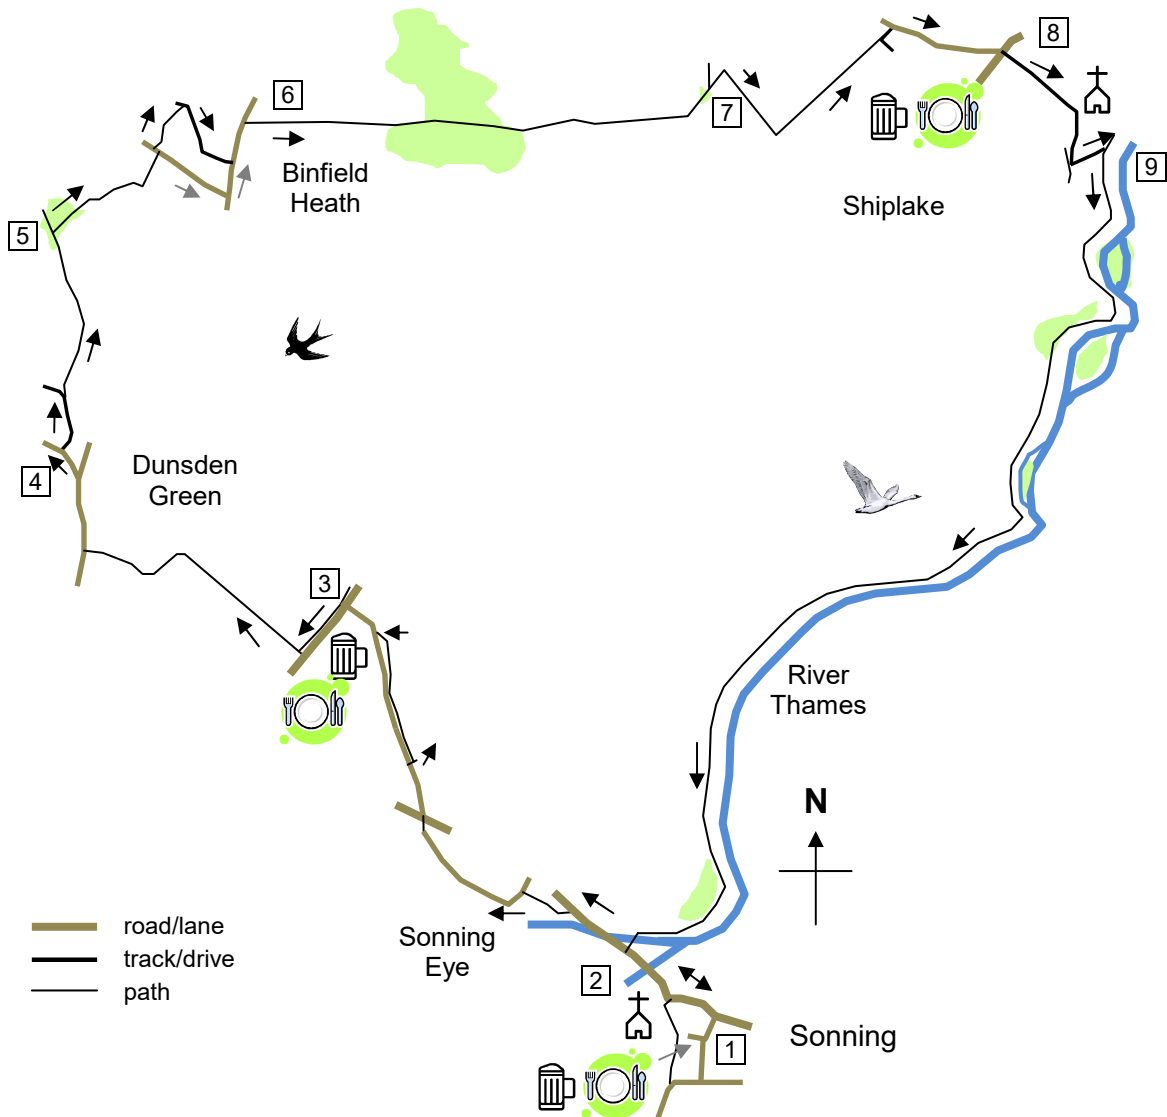 8
6
7
9
Binfield
Heath
Shiplake
5
Dunsden
Green
4
3
River
Thames
N
road/lane
track/drive
path
Sonning
Eye
2
Sonning
1